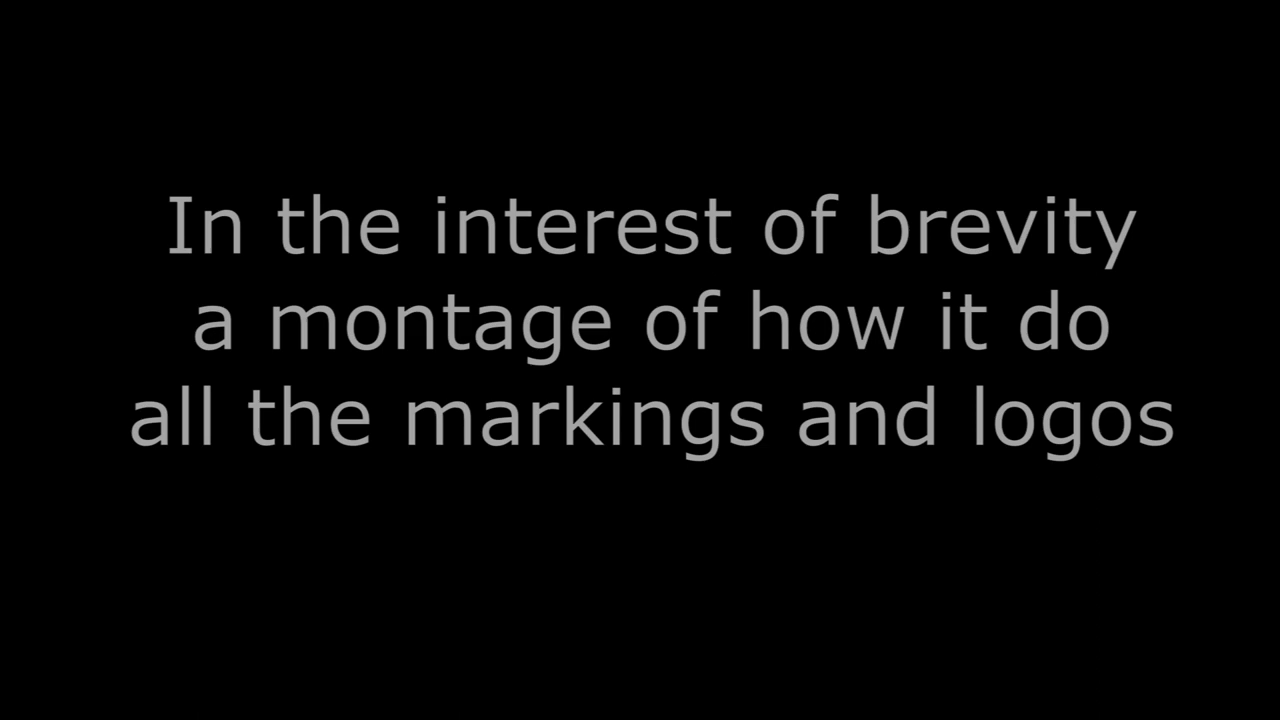 In the interest of brevity
a montage of how it do
all the markings and logos